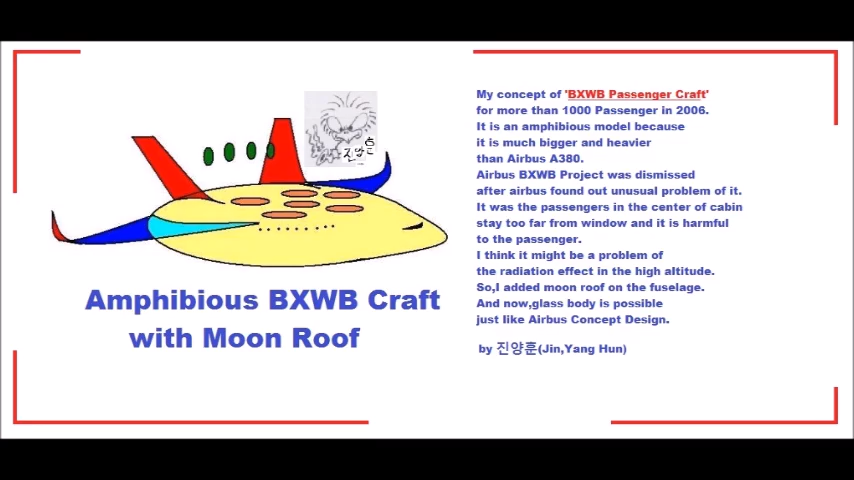 진양훈
Amphibious BXWB Craft
with Moon Roof
My concept of 'BXWB Passenger Craft'
for more than 1000 Passenger in 2006.
It is an amphibious model because
it is much bigger and heavier
than Airbus A380.
Airbus BXWB Project was dismissed
after airbus found out unusual problem of it.
It was the passengers in the center of cabin
stay too far from window and it is harmful
to the passenger.
I think it might be a problem of
the radiation effect in the high altitude.
So,I added moon roof on the fuselage.
And now,glass body is possible
just like Airbus Concept Design.
by 진양훈(Jin,Yang Hun)